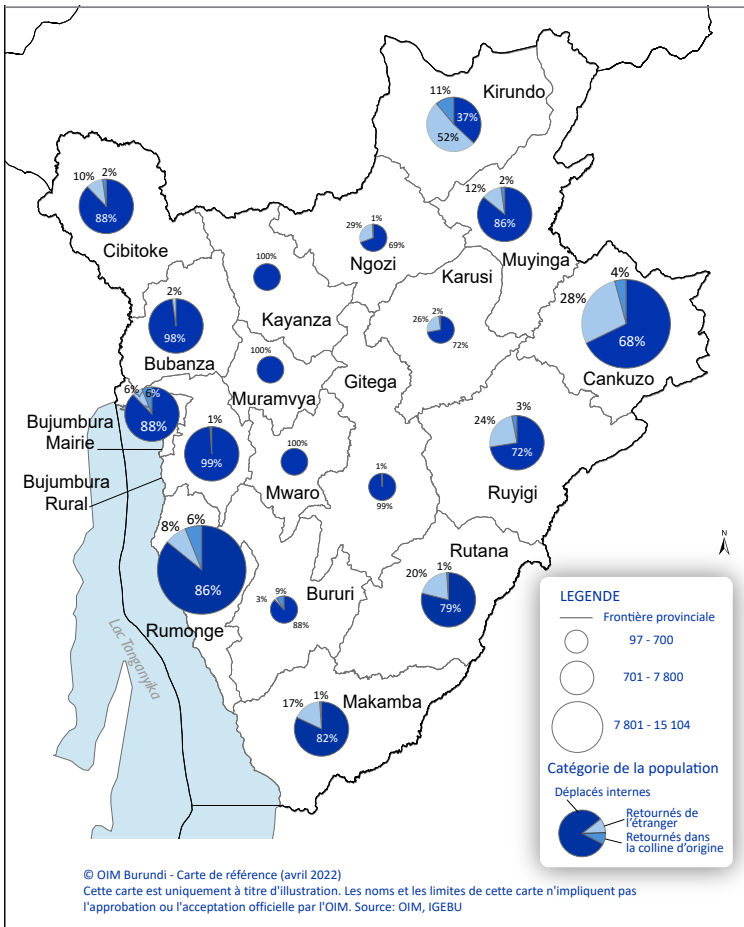 11%
Kirundo
37%
52%
10%
2%
88%
Cibitoke
12%
2%
86%
Muyinga
29%
1%
69%
Ngozi
100%
Kayanza
Karusi
26%
2%
72%
28%
4%
68%
Cankuzo
2%
98%
Bubanza
100%
Muramvya
Gitega
1%
99%
6%
6%
88%
Bujumbura
Mairie
1%
99%
Bujumbura
Rural
100%
Mwaro
24%
3%
72%
Ruyigi
8%
6%
86%
Rumonge
3%
9%
88%
Bururi
Rutana
20%
1%
79%
17%
1%
82%
Makamba
Lac Tanganyika
N
LEGENDE
Frontière provinciale
97 - 700
701 - 7 800
7 801 - 15 104
Catégorie de la population
Déplacés internes
Retournés de
l'étranger
Retournés dans
la colline d'origine
© OIM Burundi - Carte de référence (avril 2022)
Cette carte est uniquement à titre d'illustration. Les noms et les limites de cette carte n'impliquent pas
l'approbation ou l'acceptation officielle par l'OIM. Source: OIM, IGEBU